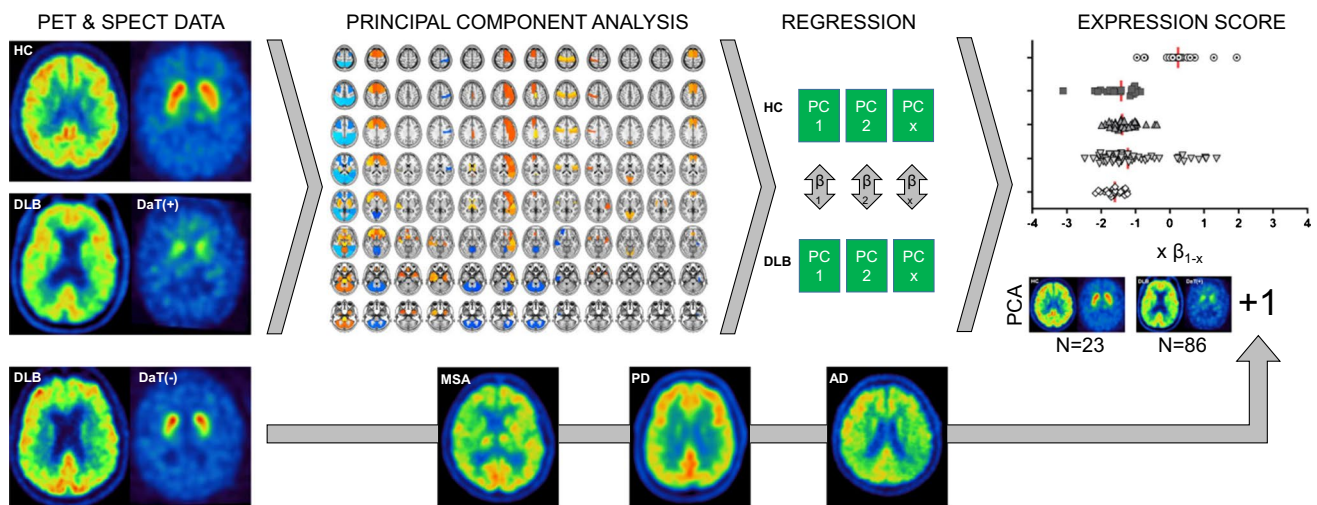 PET & SPECT DATA
PRINCIPAL COMPONENT ANALYSIS
REGRESSION
EXPRESSION SCORE
HC
DLB DaT(+)
DLB DaT(-)
HC
PC 1
PC 2
PC x
β 1
β 2
β x
DLB
PC 1
PC 2
PC x
-4 -3 -2 -1 0 1 2 3 4
x β1-x
PCA
HC
DLB DaT(+)
+1
N=23 N=86
MSA
PD
AD